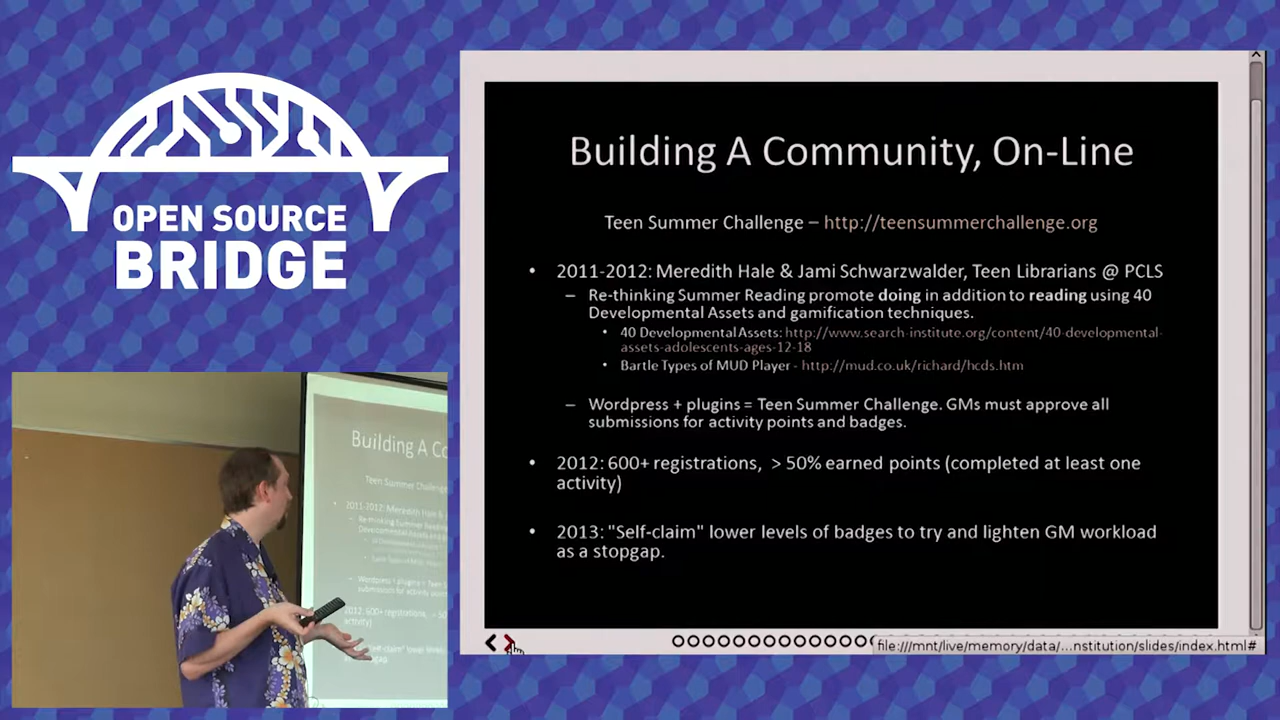 OPEN SOURCE
BRIDGE
Building A Community, On-Line
Teen Summer Challenge – http://teensummerchallenge.org
• 2011-2012: Meredith Hale & Jami Schwarzwalder, Teen Librarians @ PCLS
– Re-thinking Summer Reading promote doing in addition to reading using 40
Developmental Assets and gamification techniques.
• 40 Developmental Assets: http://www.search-institute.org/content/40-developmental-
assets-adolescents-ages-12-18
• Bartle Types of MUD Player - http://mud.co.uk/richard/hcds.htm
– Wordpress + plugins = Teen Summer Challenge. GMs must approve all
submissions for activity points and badges.
• 2012: 600+ registrations, > 50% earned points (completed at least one
activity)
• 2013: "Self-claim" lower levels of badges to try and lighten GM workload
as a stopgap.
file:///mnt/live/memory/data/...nstitution/slides/index.html#
Building A Co
Teen Summer Challenge